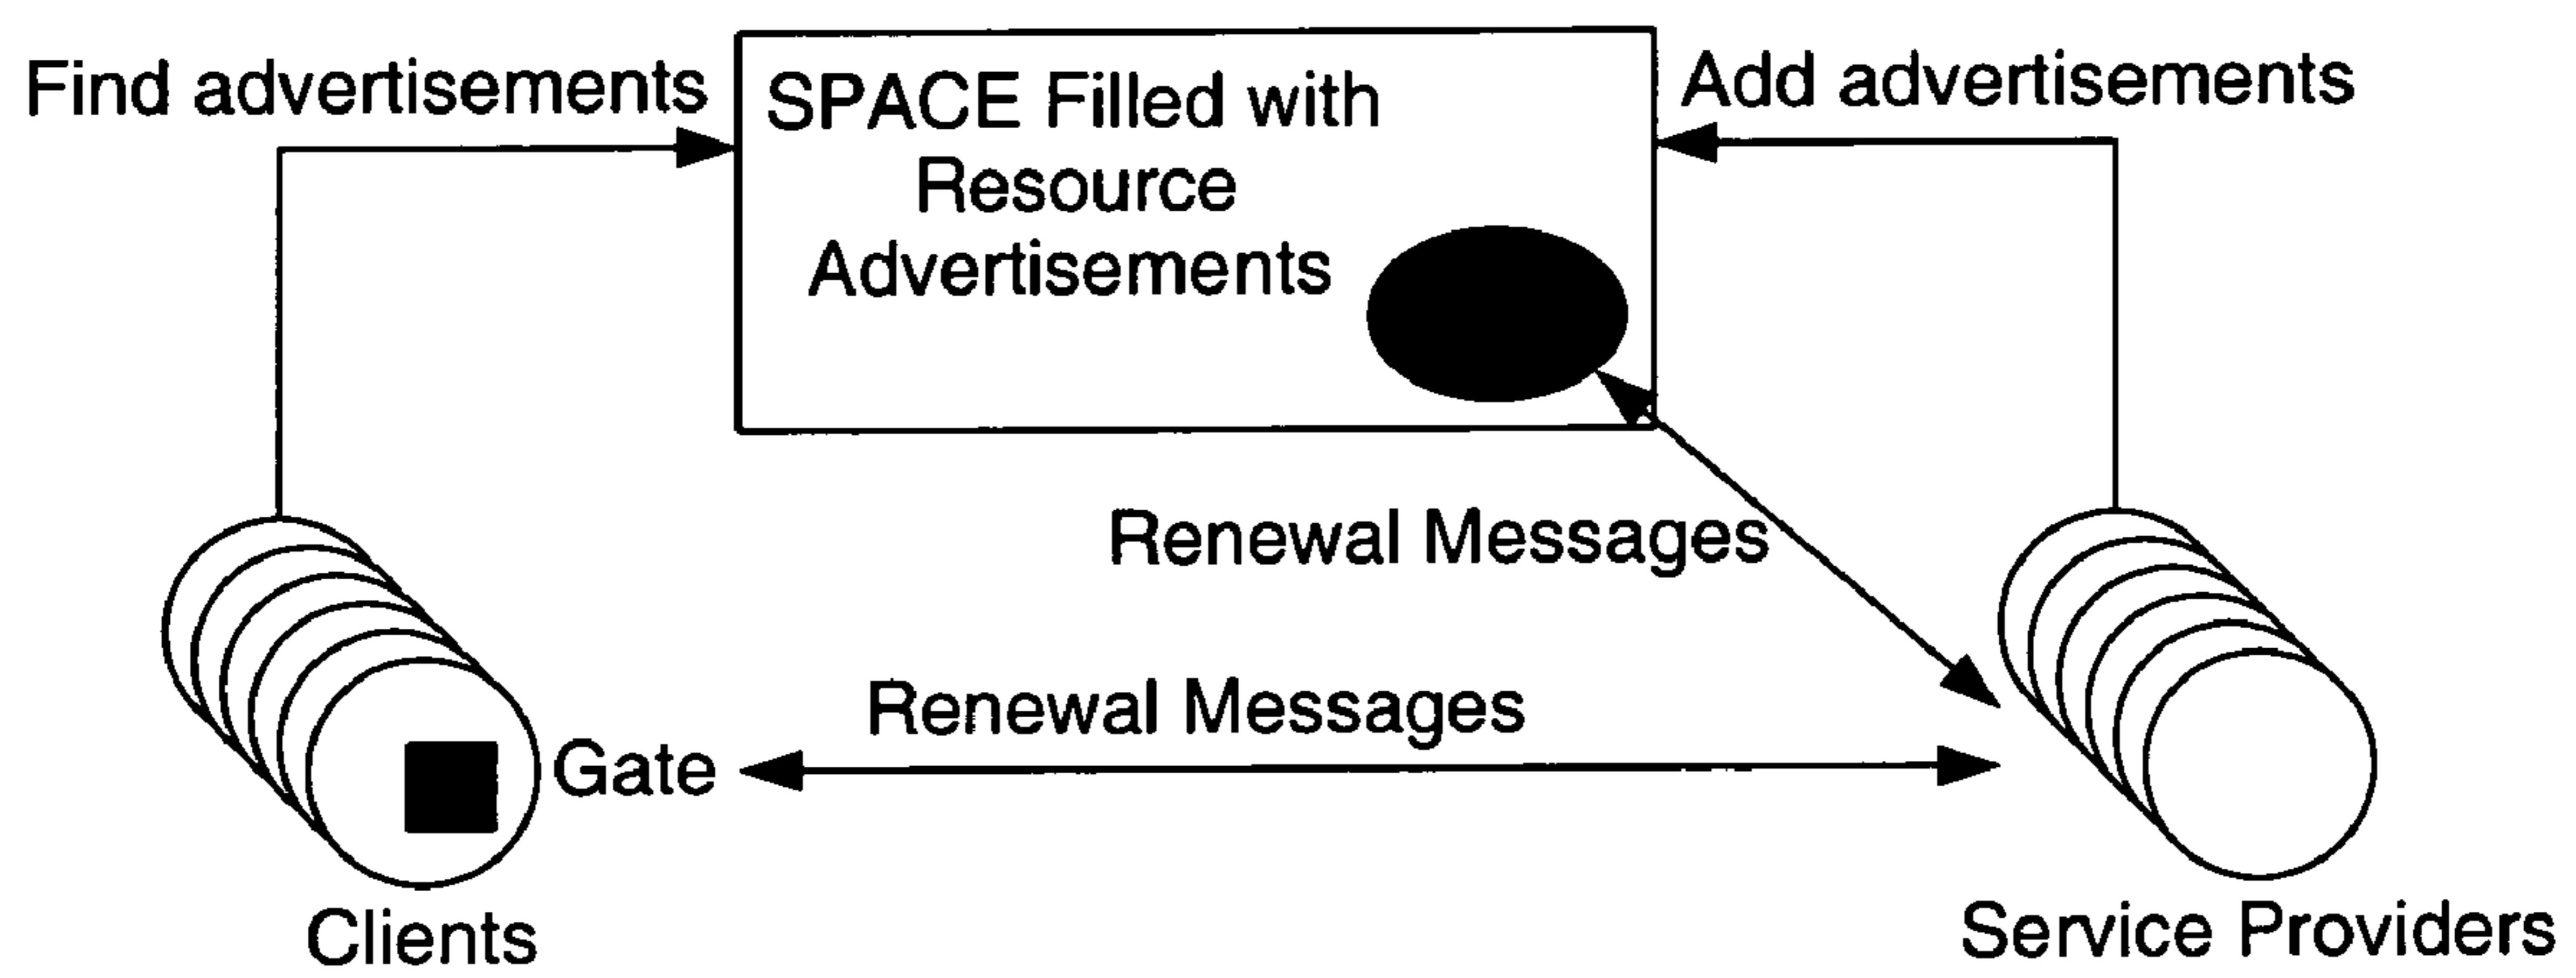 Find advertisements
SPACE Filled with
Resource
Advertisements
Add advertisements
Renewal Messages
Renewal Messages
Gate
Clients
Service Providers